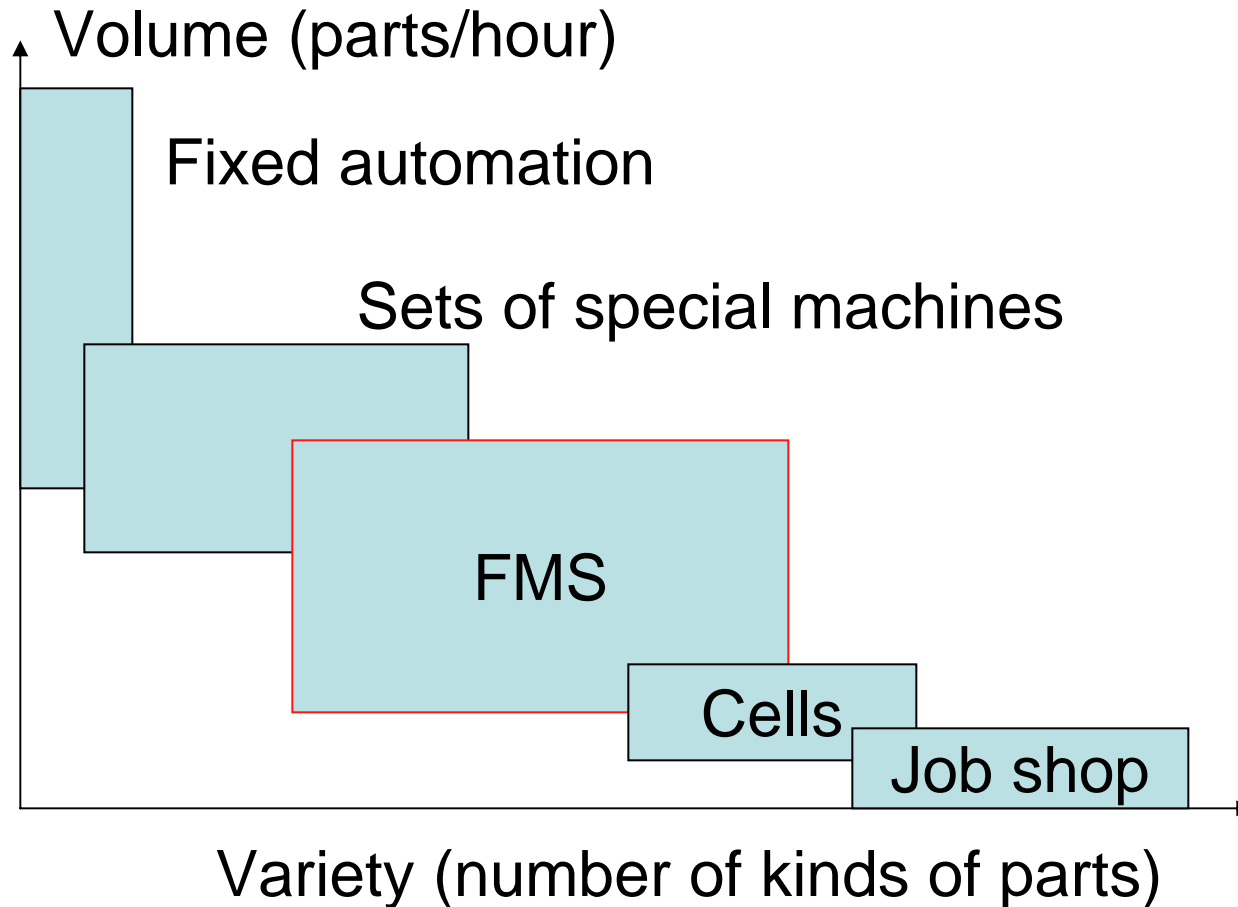 Volume (parts/hour)
Fixed automation
Sets of special machines
FMS
Cells
Job shop
Variety (number of kinds of parts)